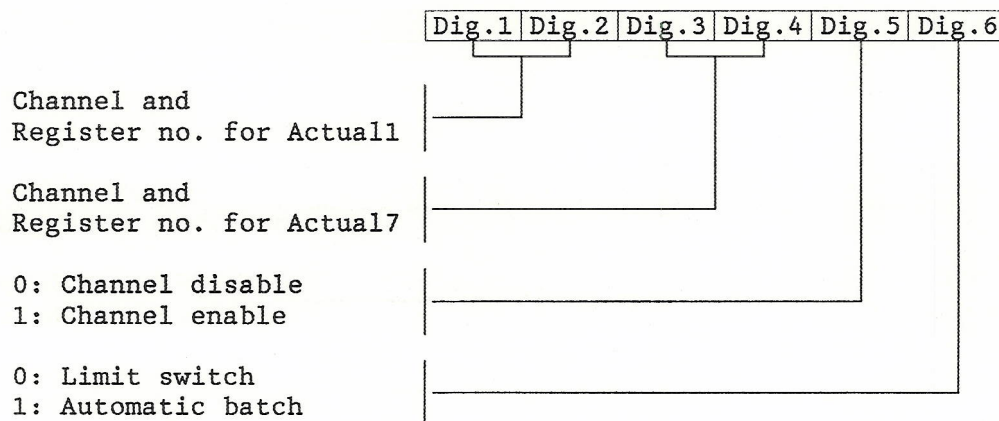 Dig.1 Dig.2 Dig.3 Dig.4 Dig.5 Dig.6
Channel and
Register no. for Actual1
Channel and
Register no. for Actual7
0: Channel disable
1: Channel enable
0: Limit switch
1: Automatic batch